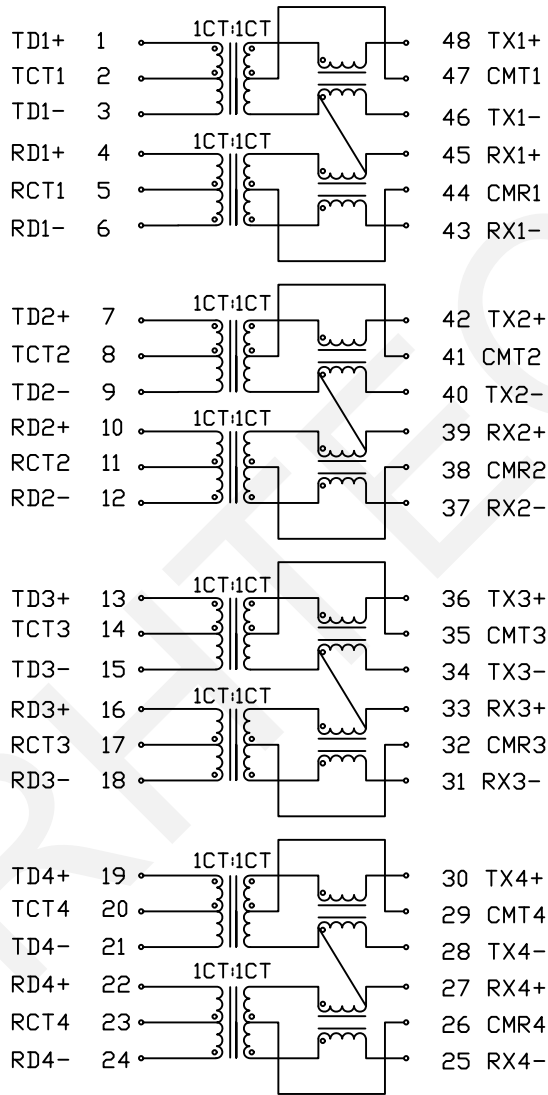 1CT:1CT
TD1+ 1 48 TX1+
TCT1 2 47 CMT1
TD1- 3 46 TX1-
1CT:1CT
RD1+ 4 45 RX1+
RCT1 5 44 CMR1
RD1- 6 43 RX1-
1CT:1CT
TD2+ 7 42 TX2+
TCT2 8 41 CMT2
TD2- 9 40 TX2-
1CT:1CT
RD2+ 10 39 RX2+
RCT2 11 38 CMR2
RD2- 12 37 RX2-
1CT:1CT
TD3+ 13 36 TX3+
TCT3 14 35 CMT3
TD3- 15 34 TX3-
1CT:1CT
RD3+ 16 33 RX3+
RCT3 17 32 CMR3
RD3- 18 31 RX3-
1CT:1CT
TD4+ 19 30 TX4+
TCT4 20 29 CMT4
TD4- 21 28 TX4-
1CT:1CT
RD4+ 22 27 RX4+
RCT4 23 26 CMR4
RD4- 24 25 RX4-